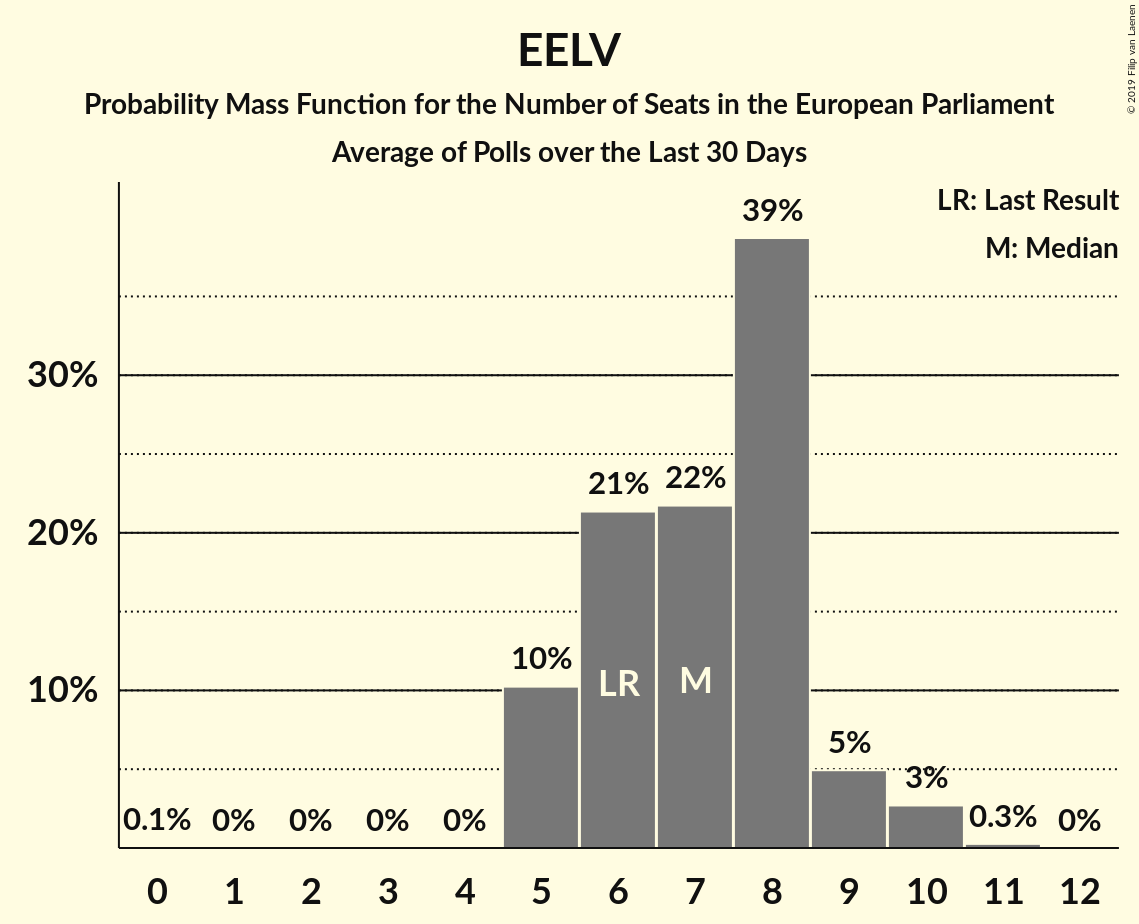 EELV
Probability Mass Function for the Number of Seats in the European Parliament
Average of Polls over the Last 30 Days
© 2019 Filip van Laenen
LR: Last Result
M: Median
39%
30%
21%
22%
20%
10%
LR
M
10%
5%
3%
0.1%
0%
0%
0%
0%
0.3%
0%
0 1 2 3 4 5 6 7 8 9 10 11 12